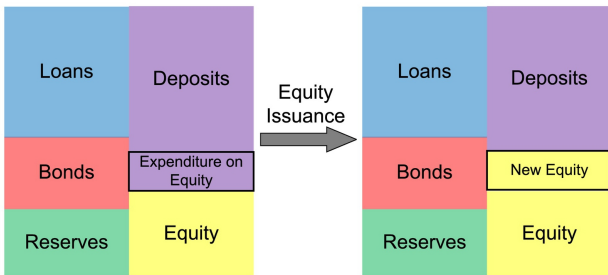 Loans
Deposits
Bonds
Expenditure on
Equity
Reserves
Equity
Equity
Issuance
Loans
Deposits
Bonds
New Equity
Reserves
Equity